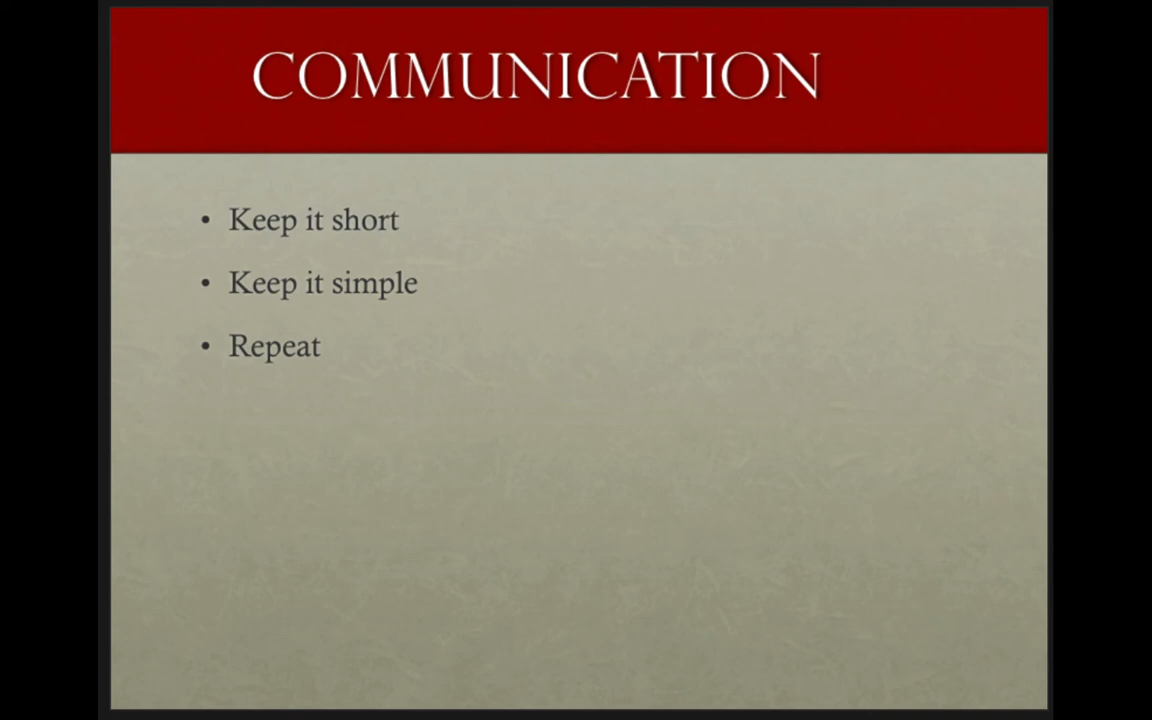 COMMUNICATION
• Keep it short
• Keep it simple
• Repeat